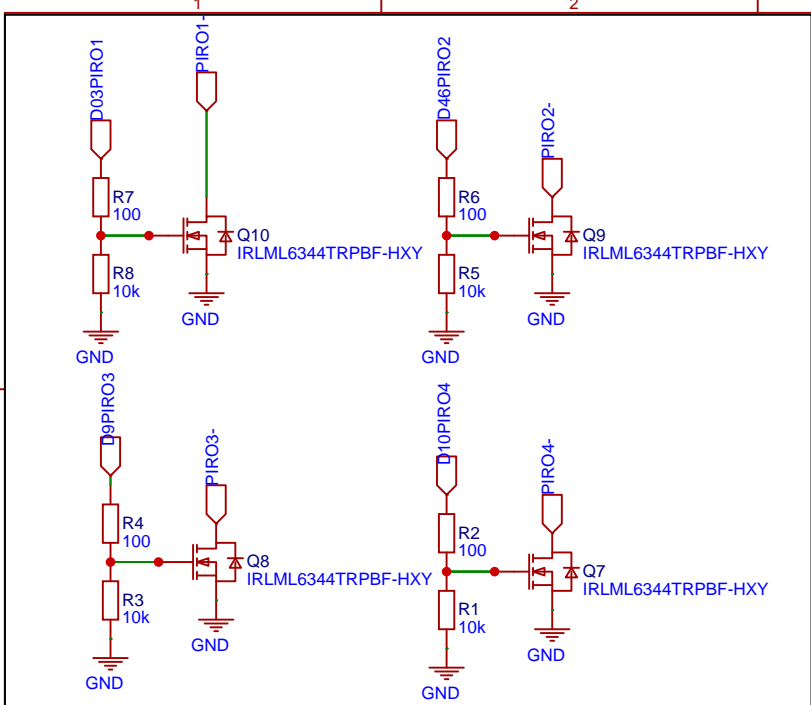 1
2
D03PIRO1
PIRO1-
R7
100
R8
10k
Q10
IRLML6344TRPBF-HXY
GND
GND
D46PIRO2
PIRO2-
R6
100
R5
10k
Q9
IRLML6344TRPBF-HXY
GND
GND
D9PIRO3
PIRO3-
R4
100
R3
10k
Q8
IRLML6344TRPBF-HXY
GND
GND
D10PIRO4
PIRO4-
R2
100
R1
10k
Q7
IRLML6344TRPBF-HXY
GND
GND